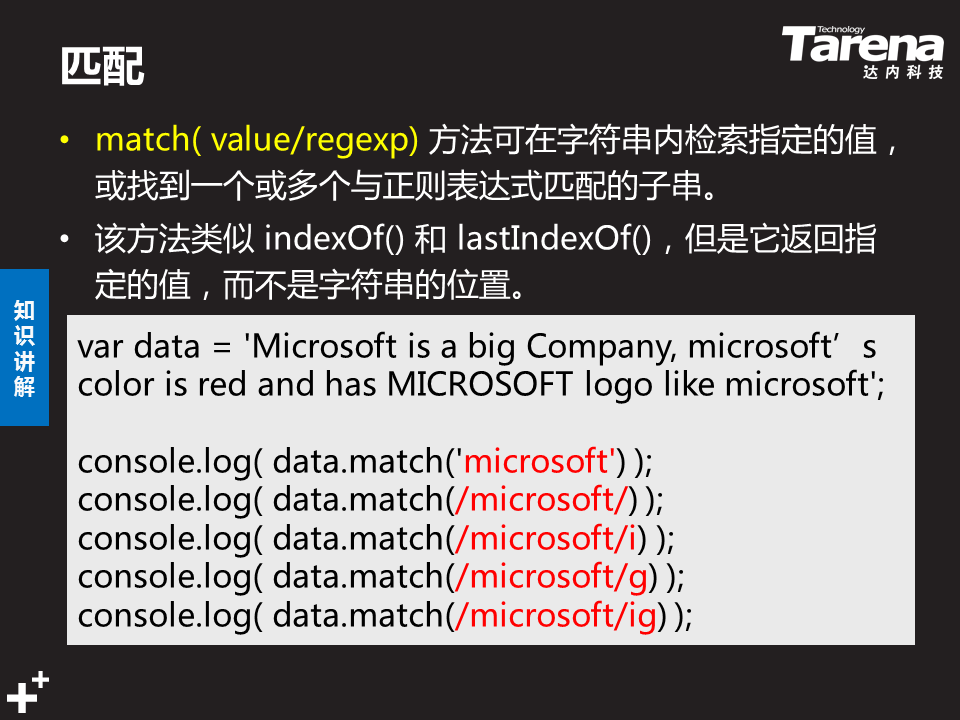 匹配
Technology
Tarena
达内科技
• match( value/regexp) 方法可在字符串内检索指定的值，
或找到一个或多个与正则表达式匹配的子串。
• 该方法类似 indexOf() 和 lastIndexOf()，但是它返回指
定的值，而不是字符串的位置。
知
识
讲
解
var data = 'Microsoft is a big Company, microsoft’s
color is red and has MICROSOFT logo like microsoft';
console.log( data.match('microsoft') );
console.log( data.match(/microsoft/) );
console.log( data.match(/microsoft/i) );
console.log( data.match(/microsoft/g) );
console.log( data.match(/microsoft/ig) );